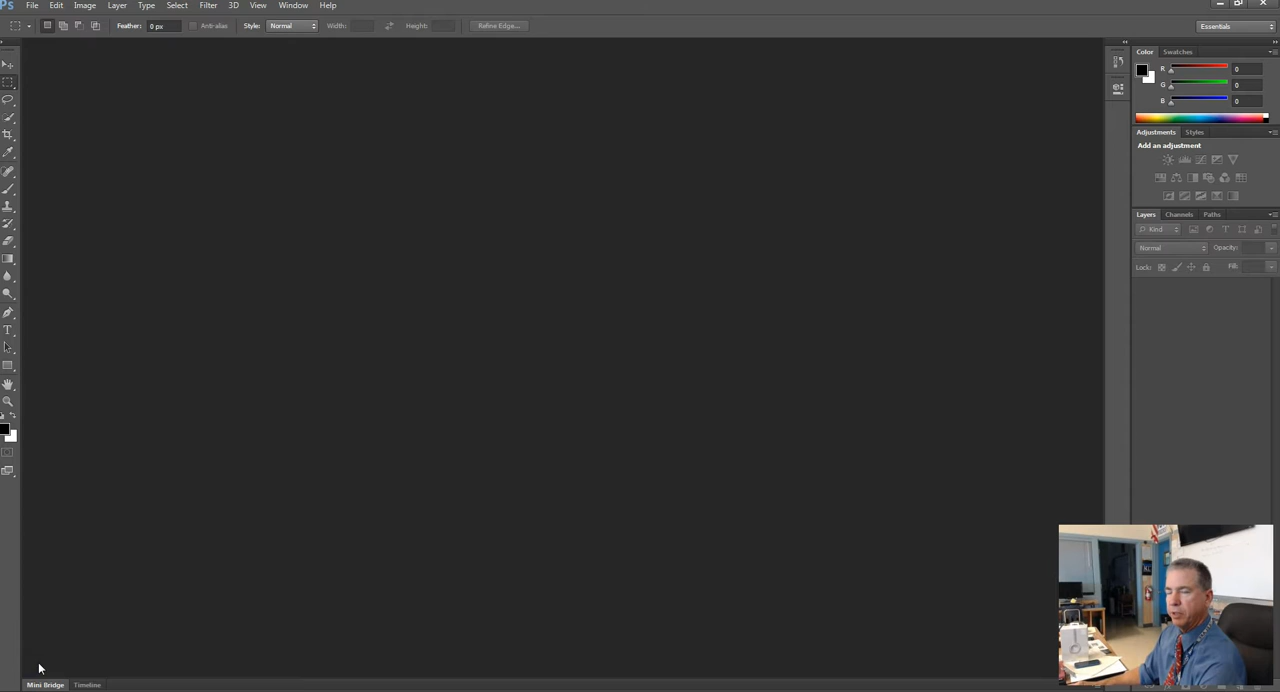 Ps File Edit Image Layer Type Select Filter 3D View Window Help
Feather: 0 px Anti-alias Style: Normal Width: Height: Refine Edge... Essentials
Color Swatches
R 0
G 0
B 0
Adjustments Styles
Add an adjustment
Layers Channels Paths
Kind T
Normal Opacity:
Lock: Fill:
T
Mini Bridge Timeline